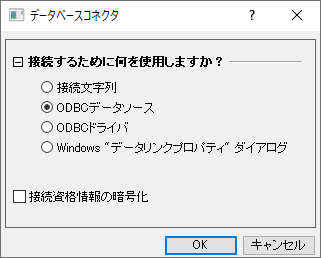 データベースコネクタ
接続するために何を使用しますか?
接続文字列
ODBCデータソース
ODBCドライバ
Windows "データリンクプロパティ" ダイアログ
接続資格情報の暗号化
OK キャンセル